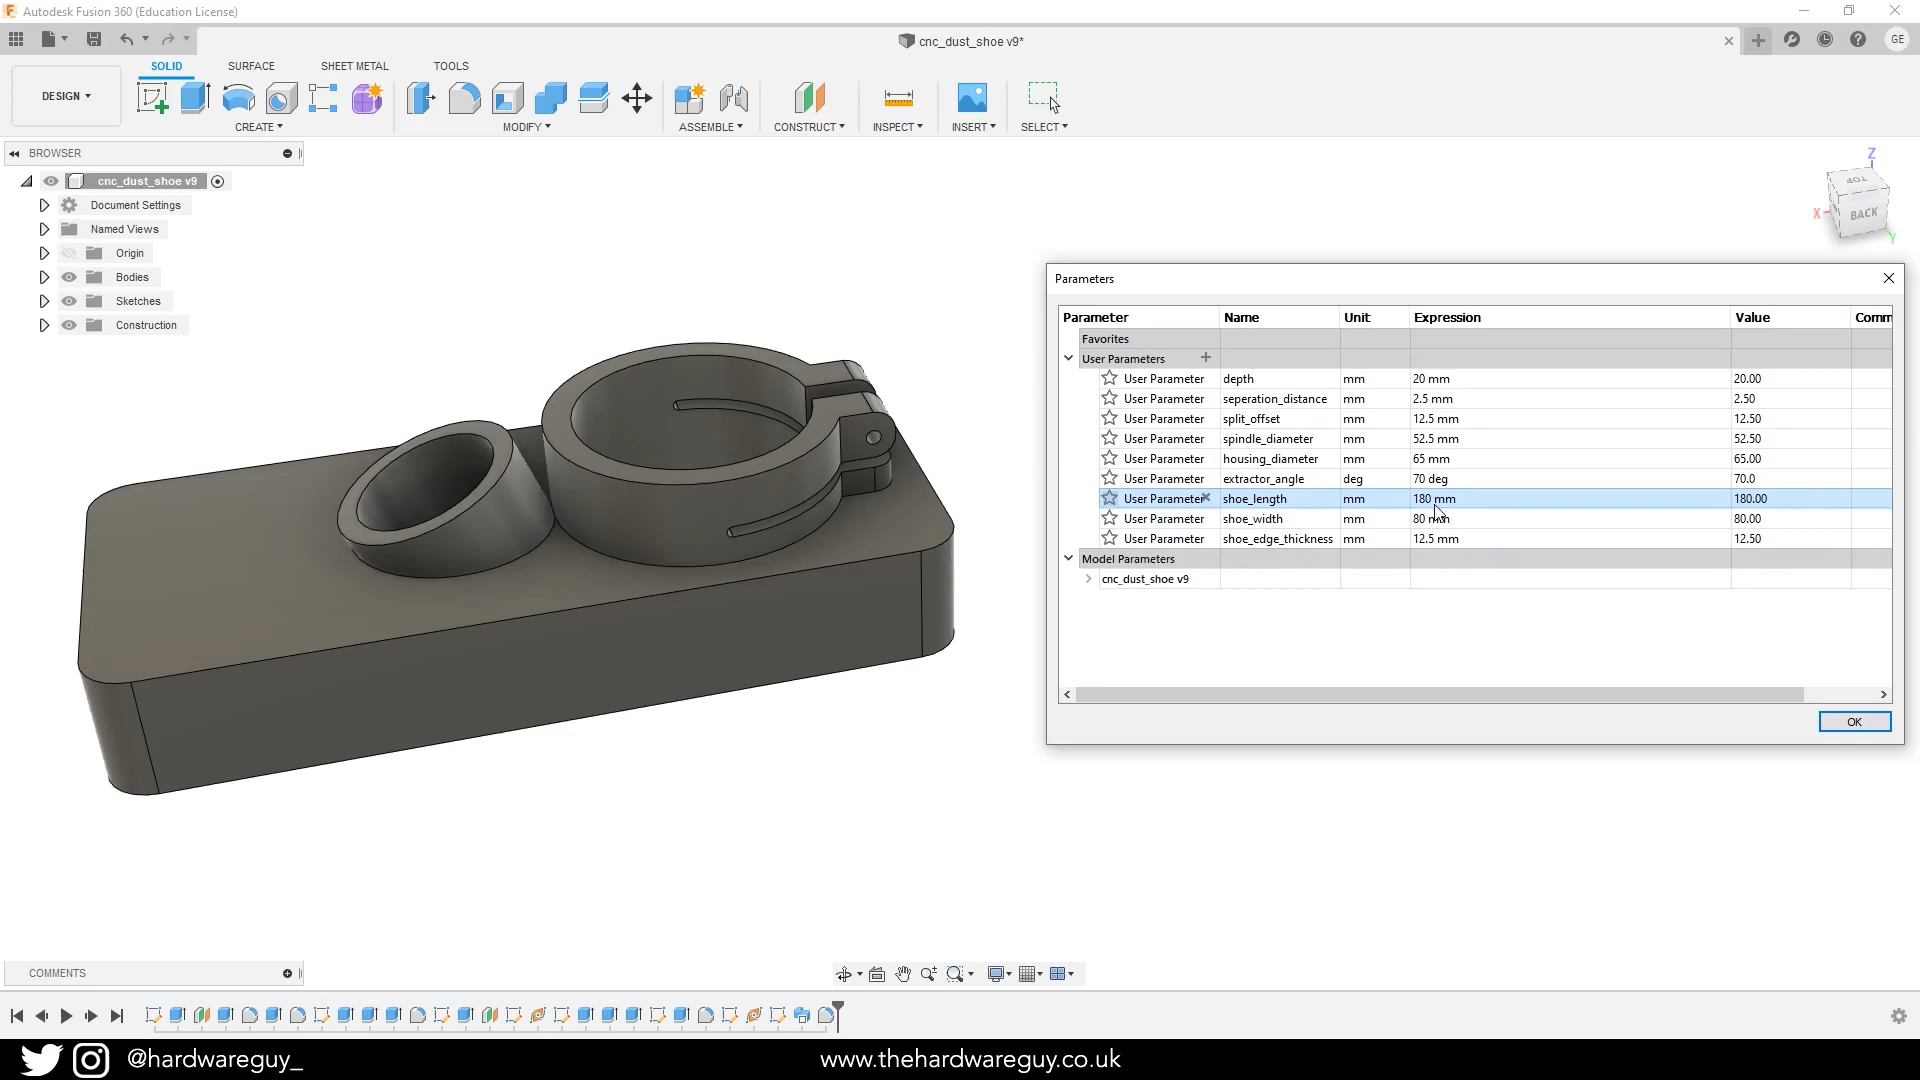 Autodesk Fusion 360 (Education License)
cnc_dust_shoe v9*
GE
DESIGN
SOLID SURFACE SHEET METAL TOOLS
CREATE MODIFY ASSEMBLE CONSTRUCT INSPECT INSERT SELECT
BROWSER
cnc_dust_shoe v9
Document Settings
Named Views
Origin
Bodies
Sketches
Construction
Z
TOP
BACK
X
Y
Parameters
Parameter Name Unit Expression Value Comm
Favorites
User Parameters
User Parameter depth mm 20 mm 20.00
User Parameter seperation_distance mm 2.5 mm 2.50
User Parameter split_offset mm 12.5 mm 12.50
User Parameter spindle_diameter mm 52.5 mm 52.50
User Parameter housing_diameter mm 65 mm 65.00
User Parameter extractor_angle deg 70 deg 70.0
User Parameter shoe_length mm 180 mm 180.00
User Parameter shoe_width mm 80 mm 80.00
User Parameter shoe_edge_thickness mm 12.5 mm 12.50
Model Parameters
cnc_dust_shoe v9
OK
COMMENTS
@hardwareguy_
www.thehardwareguy.co.uk